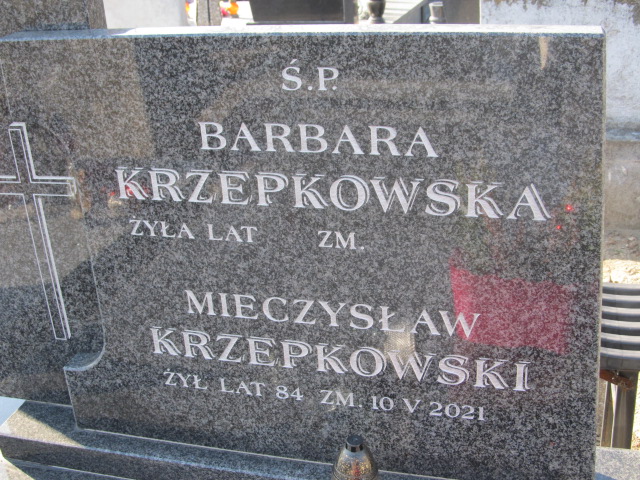 Ś.P.
BARBARA
KRZEPKOWSKA
ŻYŁA LAT ZM.
MIECZYSŁAW
KRZEPKOWSKI
ŻYŁ LAT 84 ZM. 10 V 2021